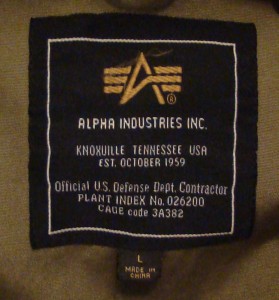 ®
ALPHA INDUSTRIES INC.
KNOXVILLE TENNESSEE USA
EST. OCTOBER 1959
Official U.S. Defense Dept. Contractor
PLANT INDEX No. 026200
CAGE code 3A382
L
MADE IN
CHINA